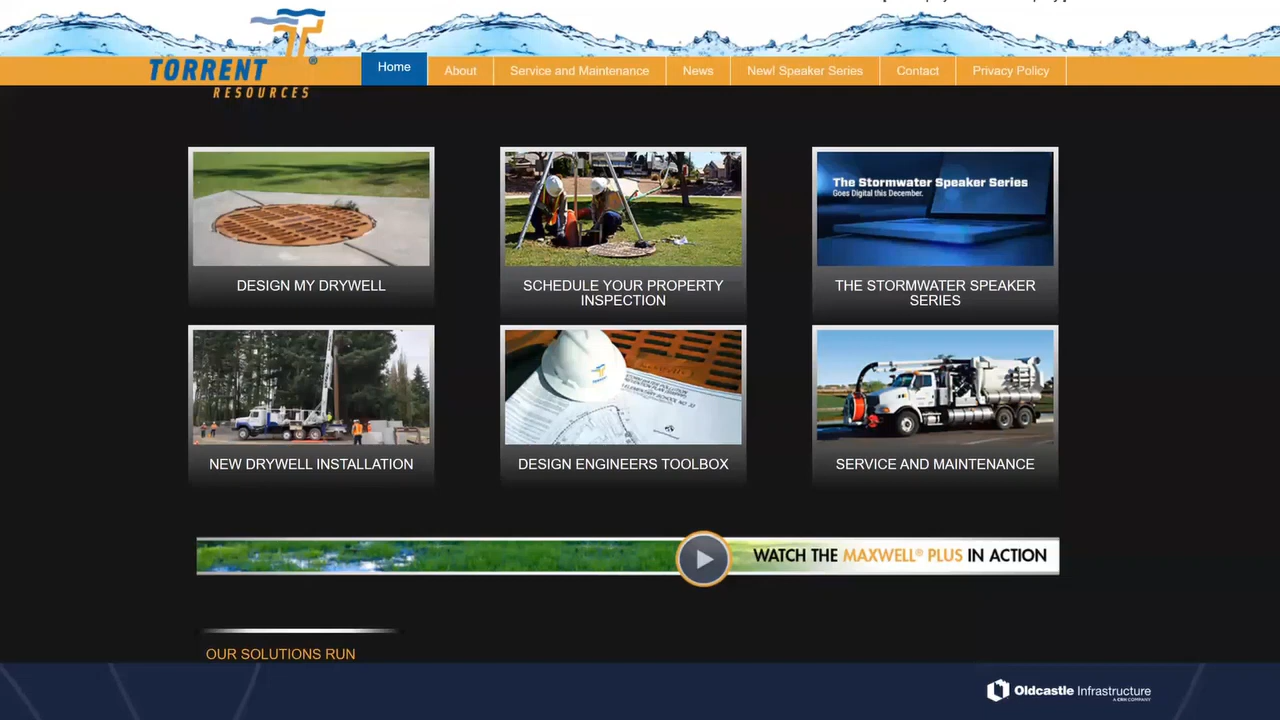 TORRENT
RESOURCES
Home
About
Service and Maintenance
News
New! Speaker Series
Contact
Privacy Policy
The Stormwater Speaker Series
Goes Digital this December.
DESIGN MY DRYWELL
SCHEDULE YOUR PROPERTY
INSPECTION
THE STORMWATER SPEAKER
SERIES
NEW DRYWELL INSTALLATION
DESIGN ENGINEERS TOOLBOX
SERVICE AND MAINTENANCE
WATCH THE MAXWELL® PLUS IN ACTION
OUR SOLUTIONS RUN
Oldcastle Infrastructure
A CRH COMPANY